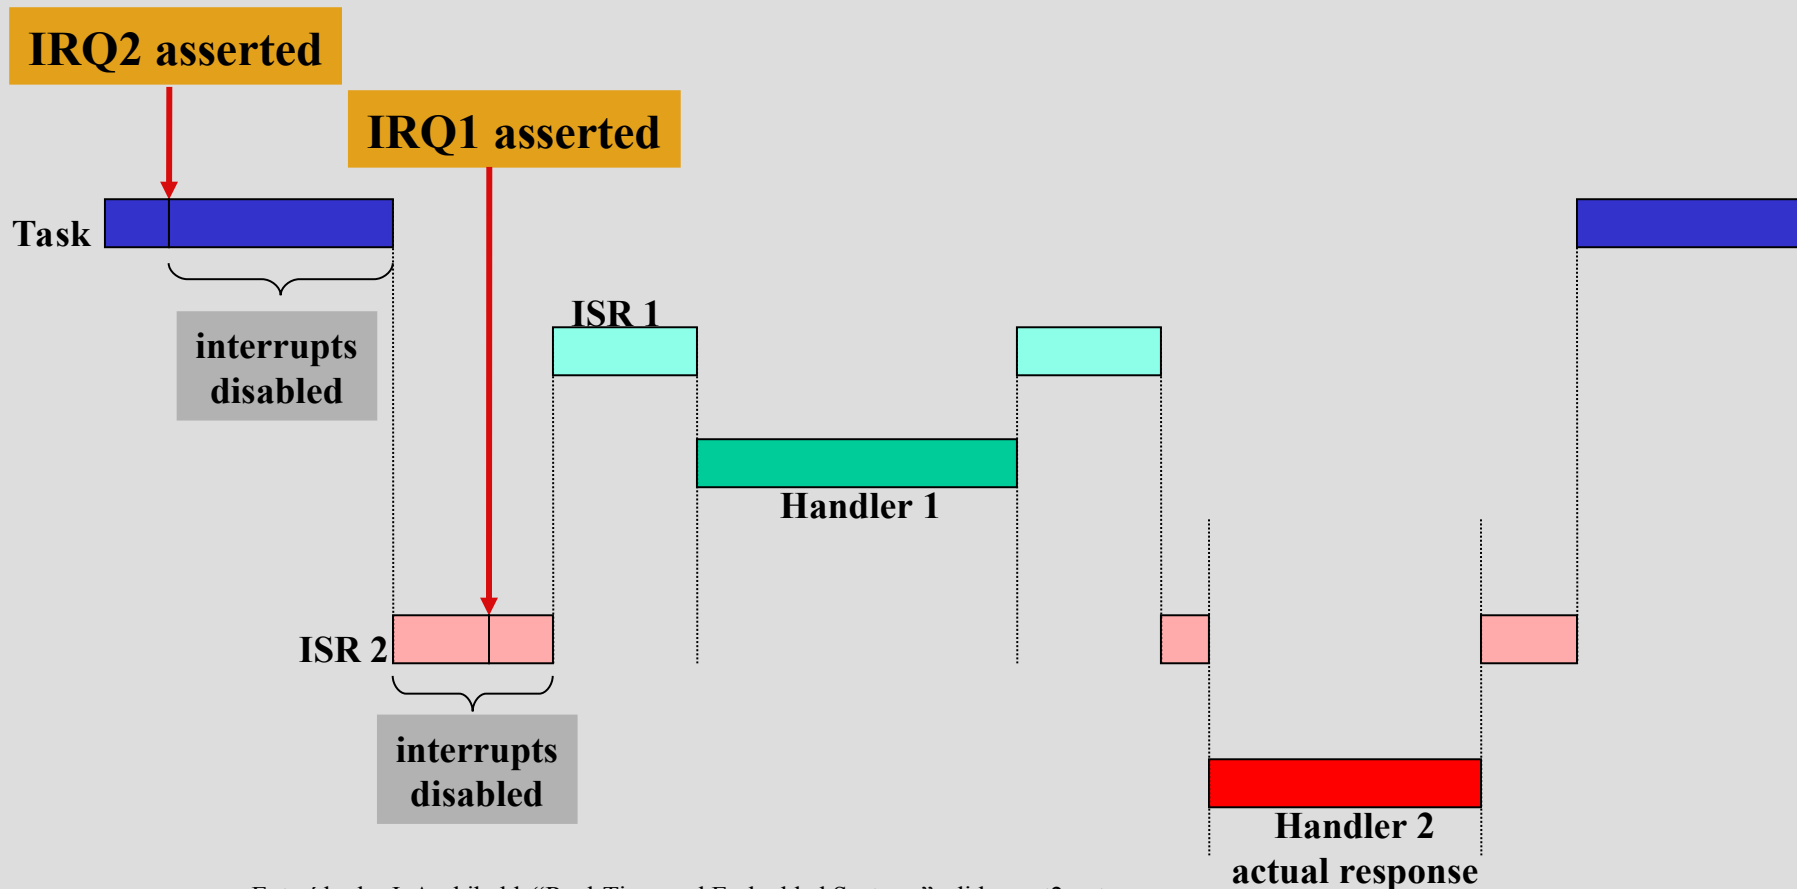 IRQ2 asserted
IRQ1 asserted
Task
interrupts
disabled
ISR 1
Handler 1
ISR 2
interrupts
disabled
Handler 2
actual response